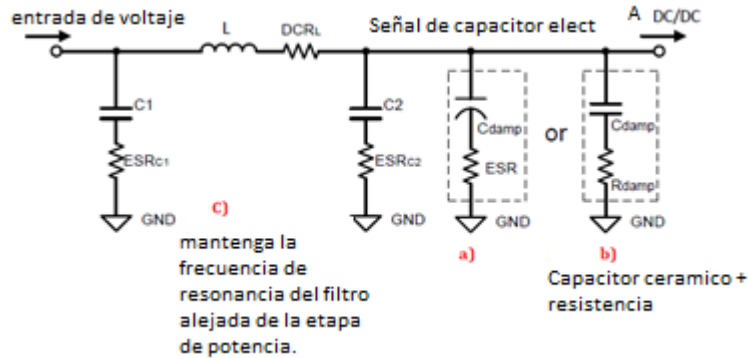 entrada de voltaje
L
DCRL
Señal de capacitor elect
A DC/DC
C1
ESRC1
GND
C2
ESRC2
GND
Cdamp
ESR
GND
or
Cdamp
Rdamp
GND
c)
mantenga la
frecuencia de
resonancia del filtro
alejada de la etapa
de potencia.
a)
b)
Capacitor ceramico +
resistencia